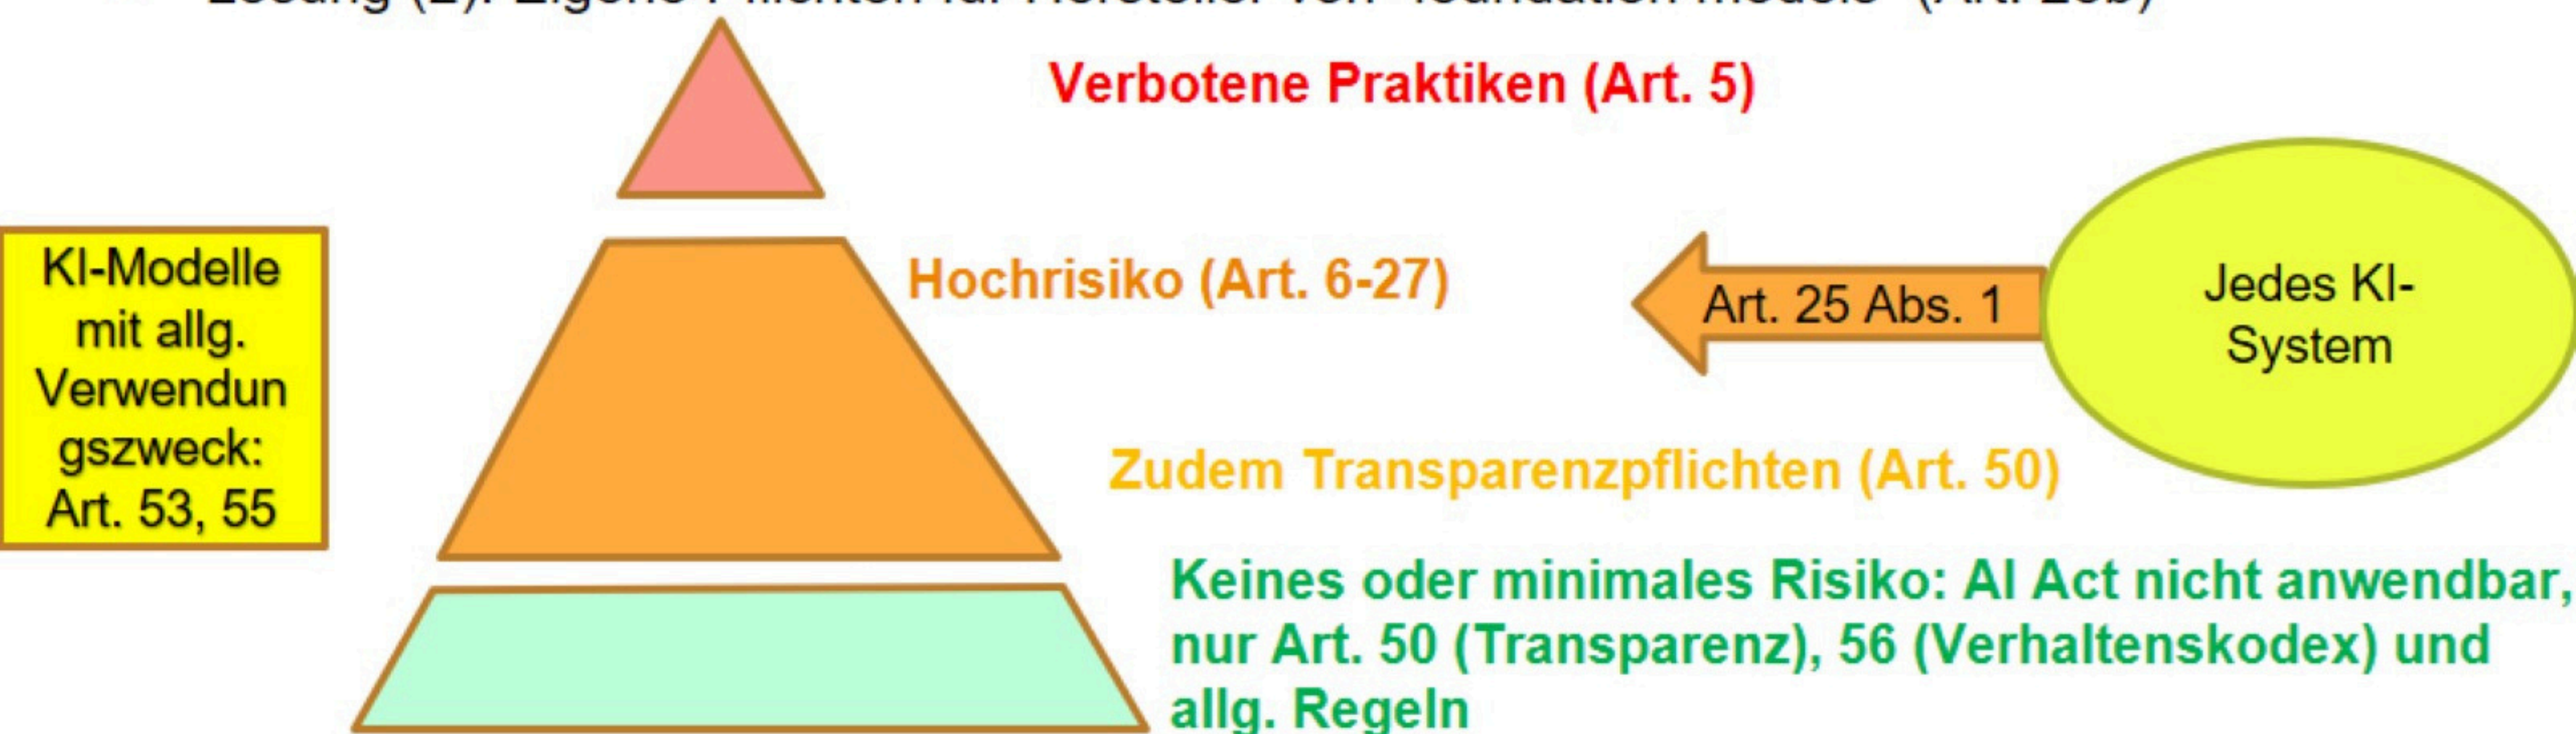 Verbotene Praktiken (Art. 5)
KI-Modelle
mit allg.
Verwendun
gszweck:
Art. 53, 55
Hochrisiko (Art. 6-27)
Art. 25 Abs. 1
Jedes KI-
System
Zudem Transparenzpflichten (Art. 50)
Keines oder minimales Risiko: AI Act nicht anwendbar,
nur Art. 50 (Transparenz), 56 (Verhaltenskodex) und
allg. Regeln